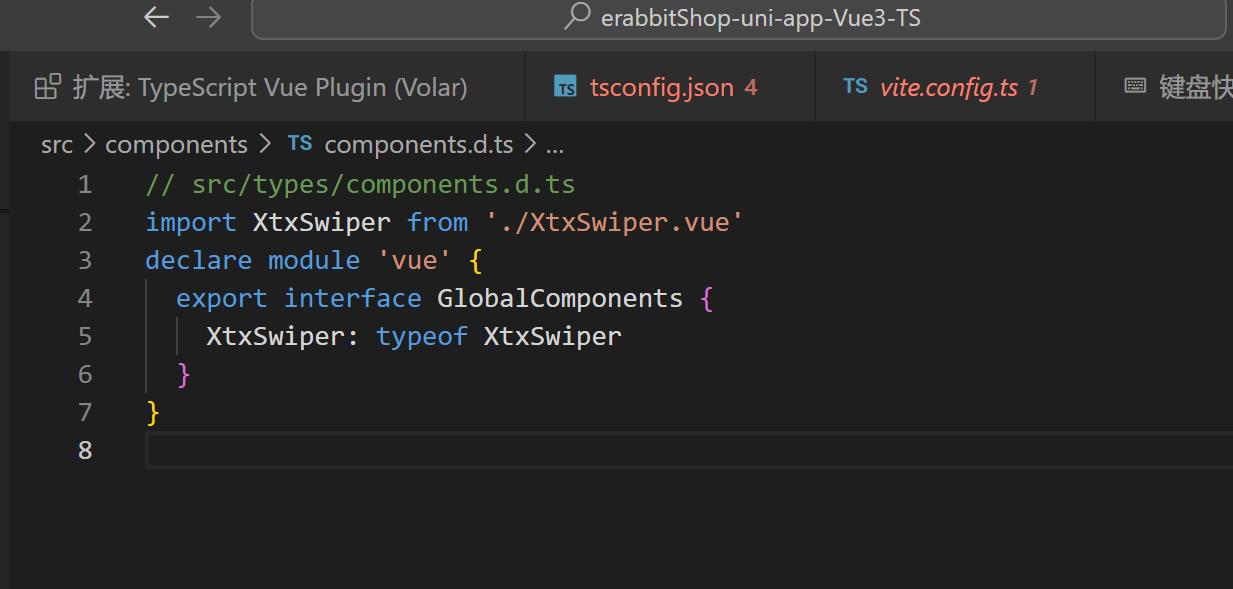 erabbitShop-uni-app-Vue3-TS
扩展: TypeScript Vue Plugin (Volar) TS tsconfig.json 4 TS vite.config.ts 1 键盘快
src > components > TS components.d.ts > ...
1 // src/types/components.d.ts
2 import XtxSwiper from './XtxSwiper.vue'
3 declare module 'vue' {
4 export interface GlobalComponents {
5 XtxSwiper: typeof XtxSwiper
6 }
7 }
8